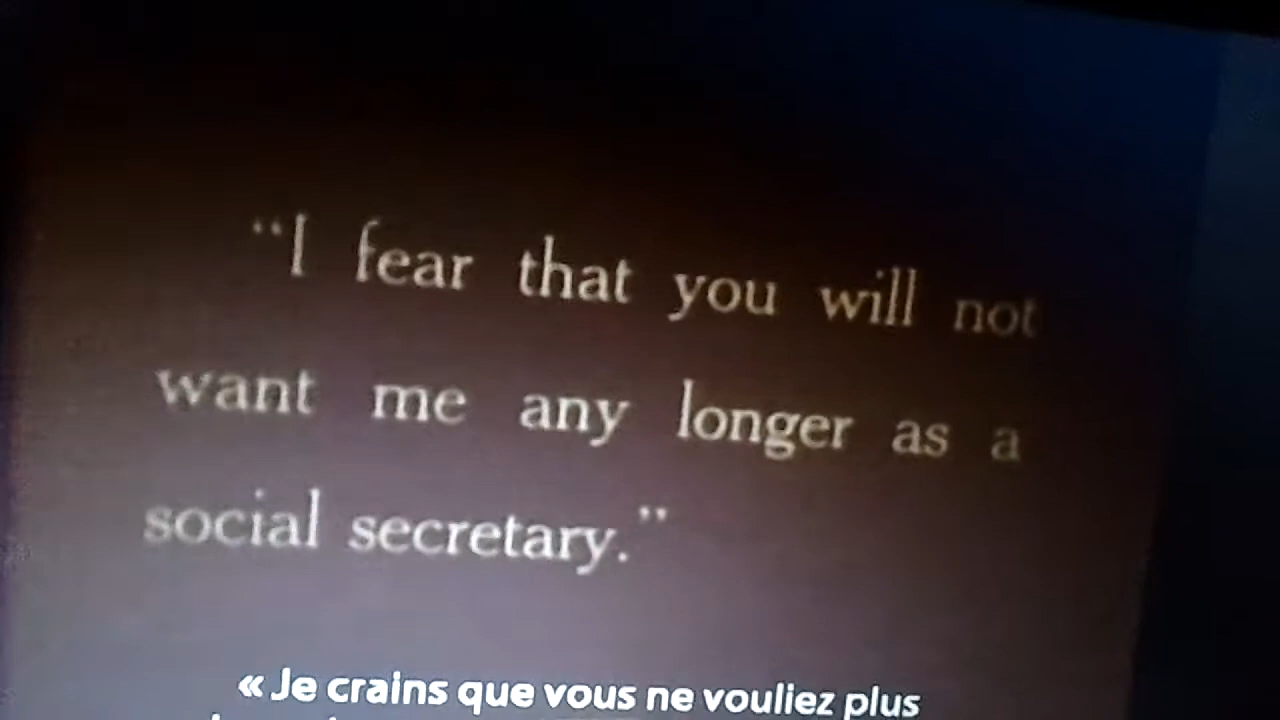 “I fear that you will not
want me any longer as a
social secretary.”
« Je crains que vous ne vouliez plus